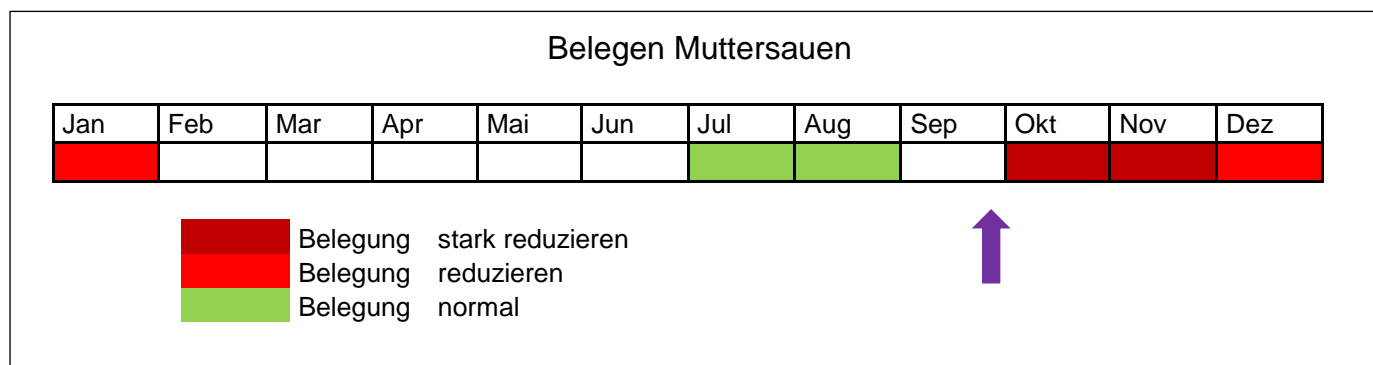 Belegen Muttersauen
Jan Feb Mar Apr Mai Jun Jul Aug Sep Okt Nov Dez
Belegung stark reduzieren
Belegung reduzieren
Belegung normal